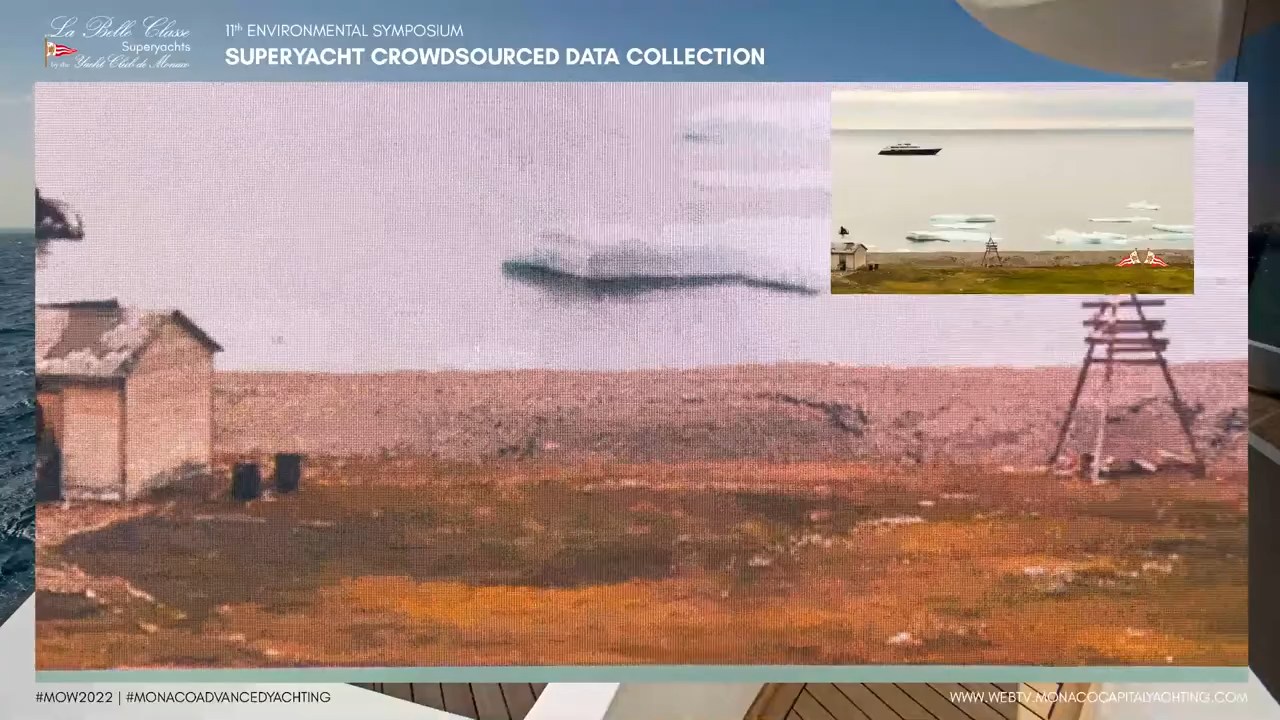 La Belle Classe
Superyachts
by the Yacht Club de Monaco
11th ENVIRONMENTAL SYMPOSIUM
SUPERYACHT CROWDSOURCED DATA COLLECTION
#MOW2022 | #MONACOADVANCEDYACHTING
WWW.WEBTV.MONACOCAPITALYACHTING.COM